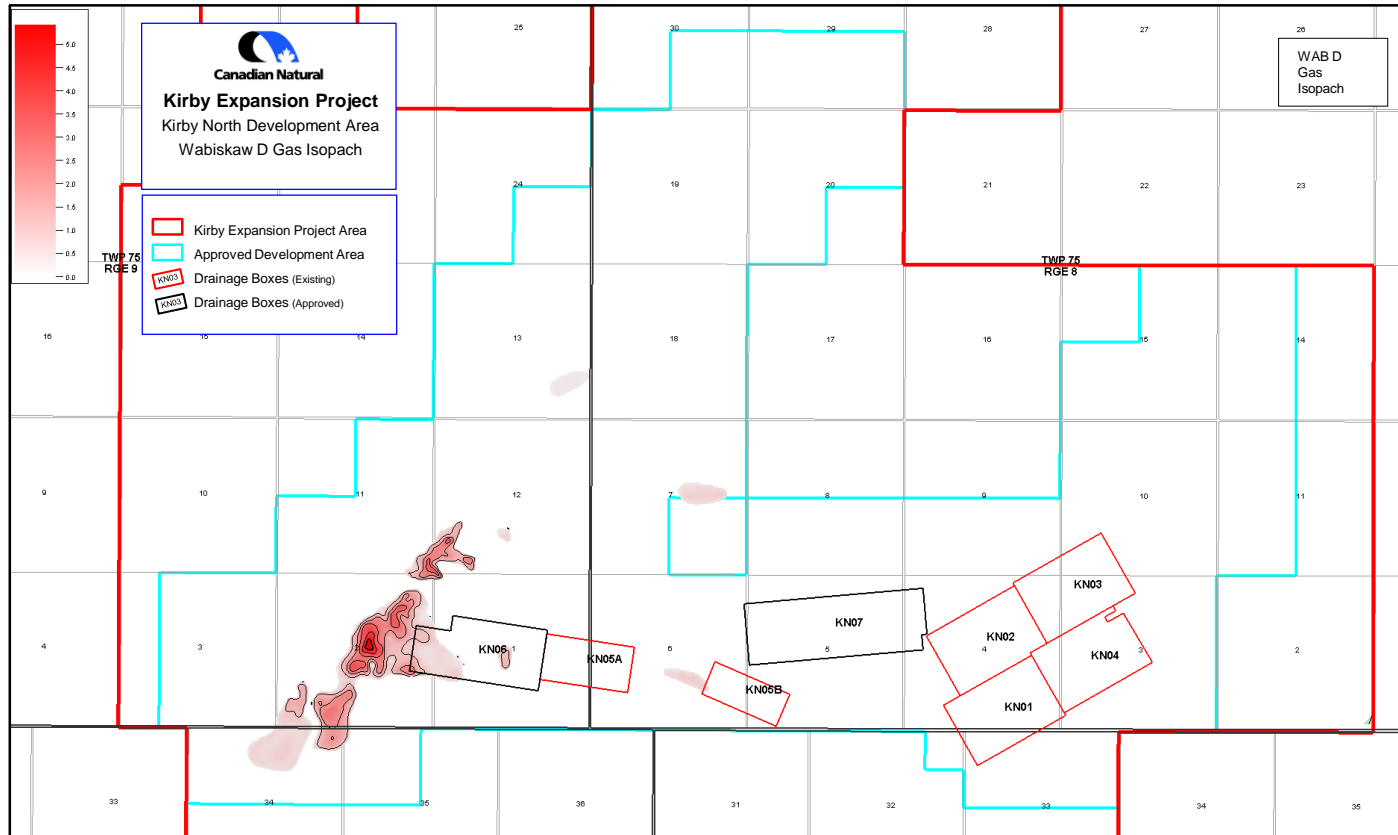 Canadian Natural
Kirby Expansion Project
Kirby North Development Area
Wabiskaw D Gas Isopach
Kirby Expansion Project Area
Approved Development Area
KN03 Drainage Boxes (Existing)
KN03 Drainage Boxes (Approved)
WAB D
Gas
Isopach
5.0
4.5
4.0
3.5
3.0
2.5
2.0
1.5
1.0
0.5
0.0
25
30
29
28
27
26
24
19
20
21
22
23
TWP 75
RGE 9
TWP 75
RGE 8
16
15
14
13
18
17
16
15
14
9
10
11
12
7
8
9
10
11
4
3
2
1
6
5
4
3
2
KN06
KN05A
KN05B
KN07
KN02
KN03
KN04
KN01
33
34
35
36
31
32
33
34
35